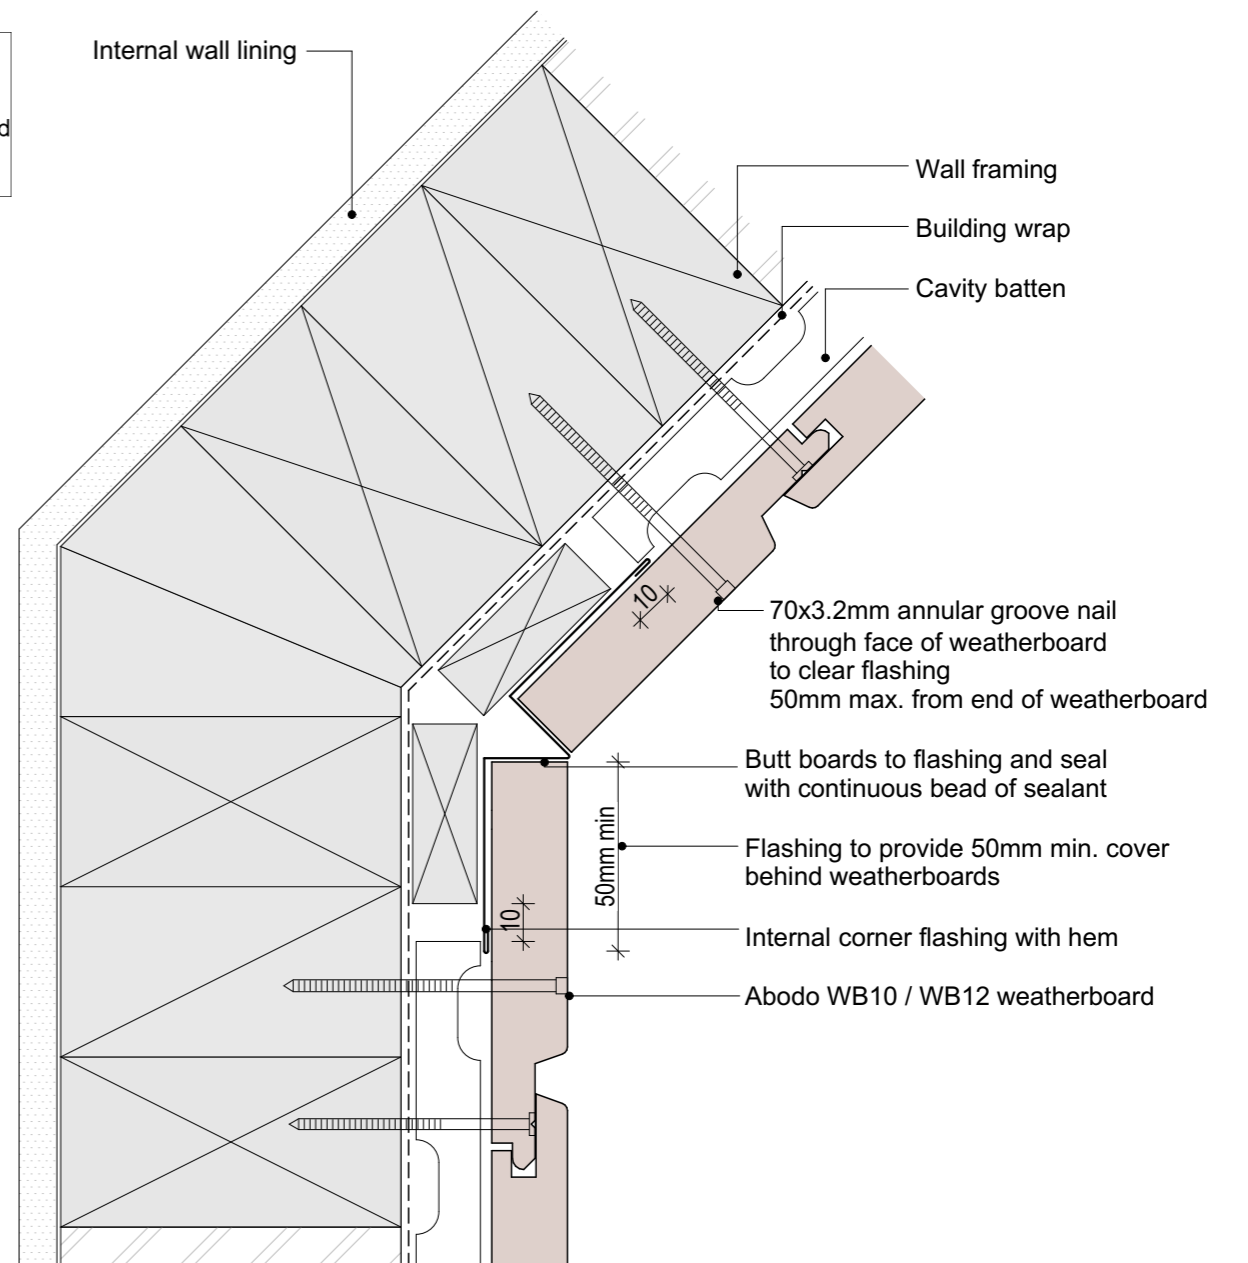 Internal wall lining
d
Wall framing
Building wrap
Cavity batten
10
70x3.2mm annular groove nail
through face of weatherboard
to clear flashing
50mm max. from end of weatherboard
Butt boards to flashing and seal
with continuous bead of sealant
50mm min
Flashing to provide 50mm min. cover
behind weatherboards
10
Internal corner flashing with hem
Abodo WB10 / WB12 weatherboard